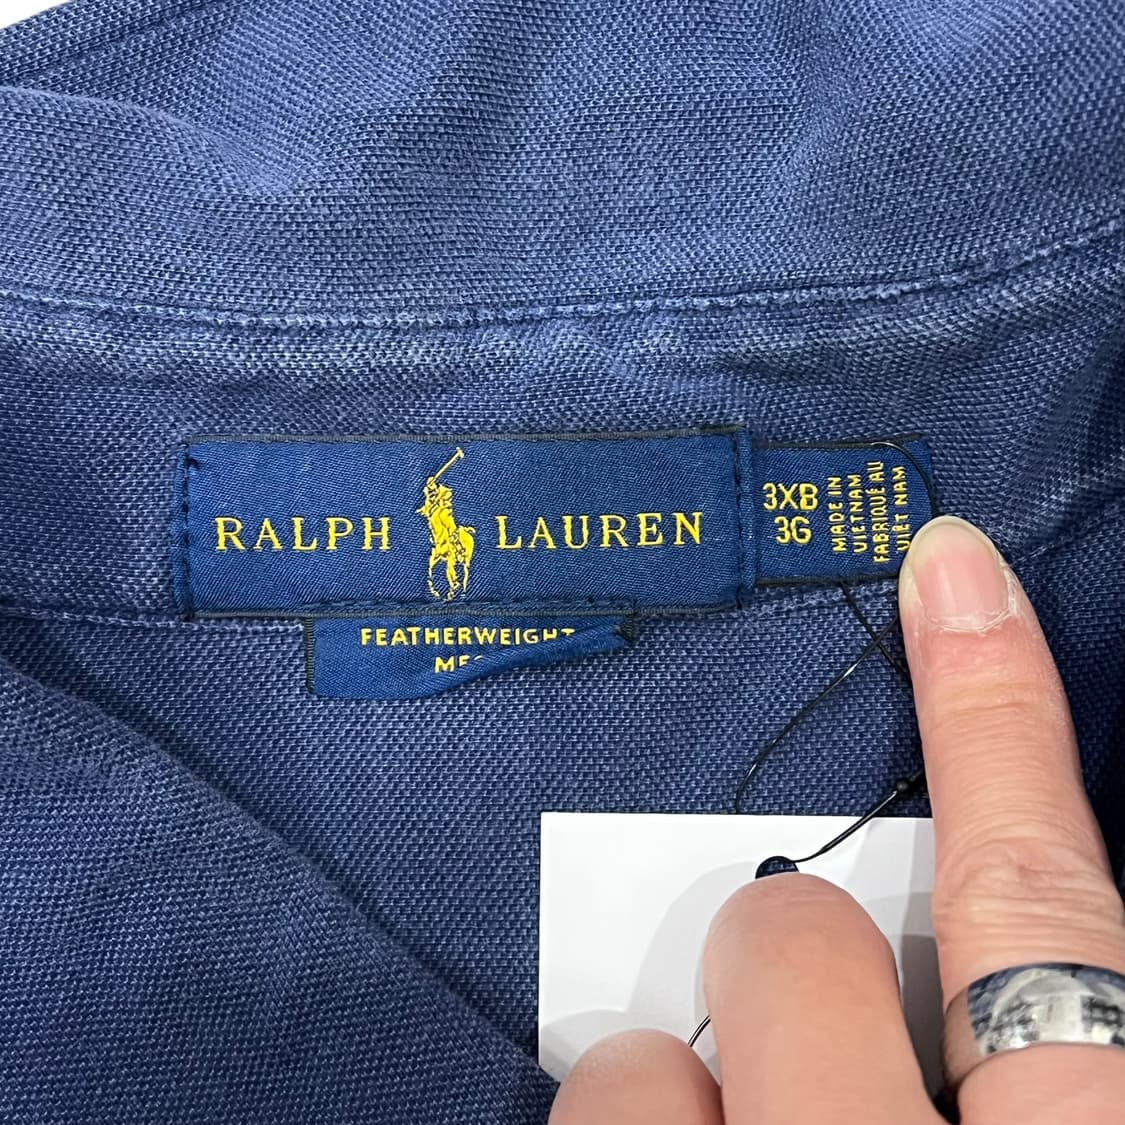 RALPH LAUREN
3XB
3G
MADE IN
VIETNAM
FABRIQUÉ AU
VIÊT NAM
FEATHERWEIGHT